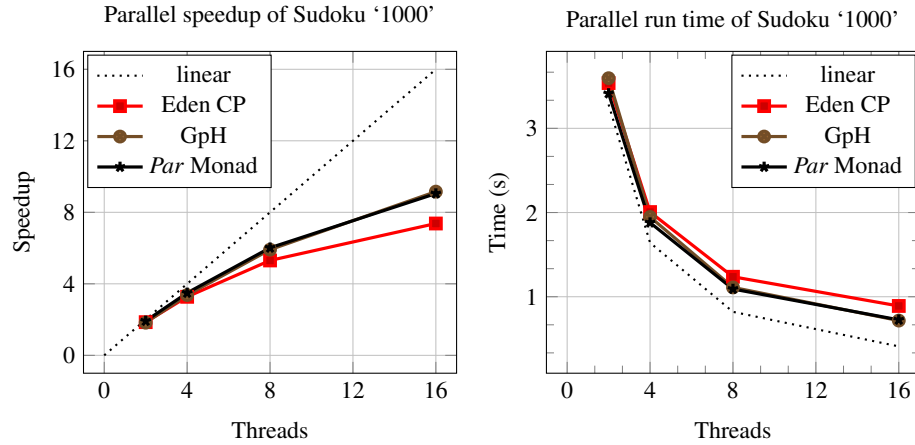 Parallel speedup of Sudoku ‘1000’
16
12
8
4
0
0 4 8 12 16
Speedup
Threads
linear
Eden CP
GpH
Par Monad
Parallel run time of Sudoku ‘1000’
3
2
1
0 4 8 12 16
Time (s)
Threads
linear
Eden CP
GpH
Par Monad